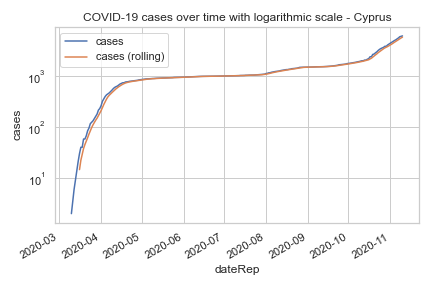 COVID-19 cases over time with logarithmic scale - Cyprus
cases
cases (rolling)
10³
10²
10¹
cases
2020-03
2020-04
2020-05
2020-06
2020-07
2020-08
2020-09
2020-10
2020-11
dateRep